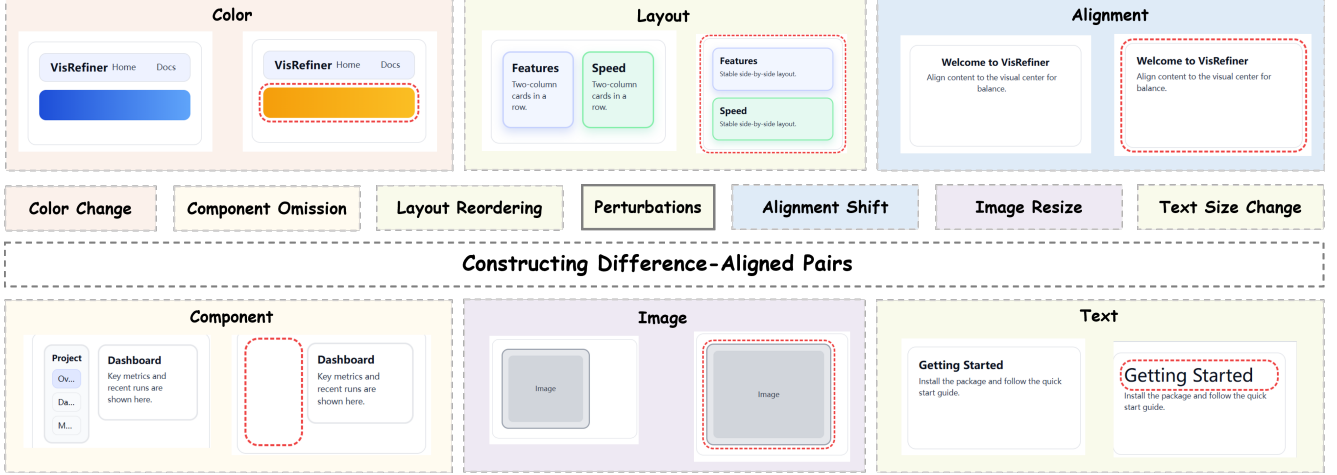 Color
VisRefiner Home Docs
VisRefiner Home Docs
Layout
Features
Two-column
cards in a
row.
Speed
Two-column
cards in a
row.
Features
Stable side-by-side layout.
Speed
Stable side-by-side layout.
Alignment
Welcome to VisRefiner
Align content to the visual center for
balance.
Welcome to VisRefiner
Align content to the visual center for
balance.
Color Change
Component Omission
Layout Reordering
Perturbations
Alignment Shift
Image Resize
Text Size Change
Constructing Difference-Aligned Pairs
Component
Project
Ov...
Da...
M...
Dashboard
Key metrics and
recent runs are
shown here.
Dashboard
Key metrics and
recent runs are
shown here.
Image
Image
Image
Text
Getting Started
Install the package and follow the quick
start guide.
Getting Started
Install the package and follow the quick
start guide.